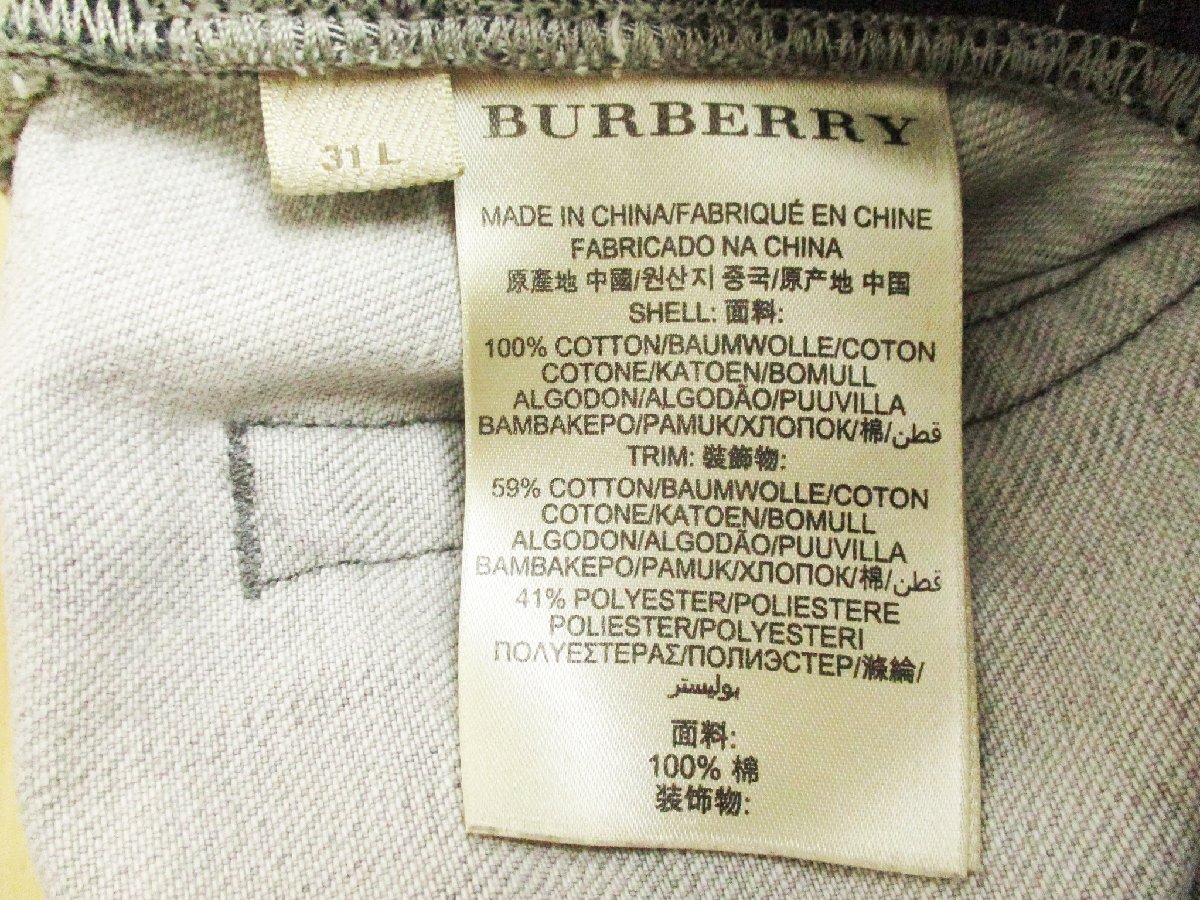 31 L
BURBERRY
MADE IN CHINA/FABRIQUÉ EN CHINE
FABRICADO NA CHINA
原產地 中國/원산지 중국/原产地 中国
SHELL: 面料:
100% COTTON/BAUMWOLLE/COTON
COTONE/KATOEN/BOMULL
ALGODON/ALGODÃO/PUUVILLA
BAMBAKEPO/PAMUK/ХЛОПОК/棉/قطن
TRIM: 裝飾物:
59% COTTON/BAUMWOLLE/COTON
COTONE/KATOEN/BOMULL
ALGODON/ALGODÃO/PUUVILLA
BAMBAKEPO/PAMUK/ХЛОПОК/棉/قطن
41% POLYESTER/POLIESTERE
POLIESTER/POLYESTERI
ΠΟΛΥΕΣΤΕΡΑΣ/ПОЛИЭСТЕР/滌綸/
بوليستر
面料:
100% 棉
装饰物: